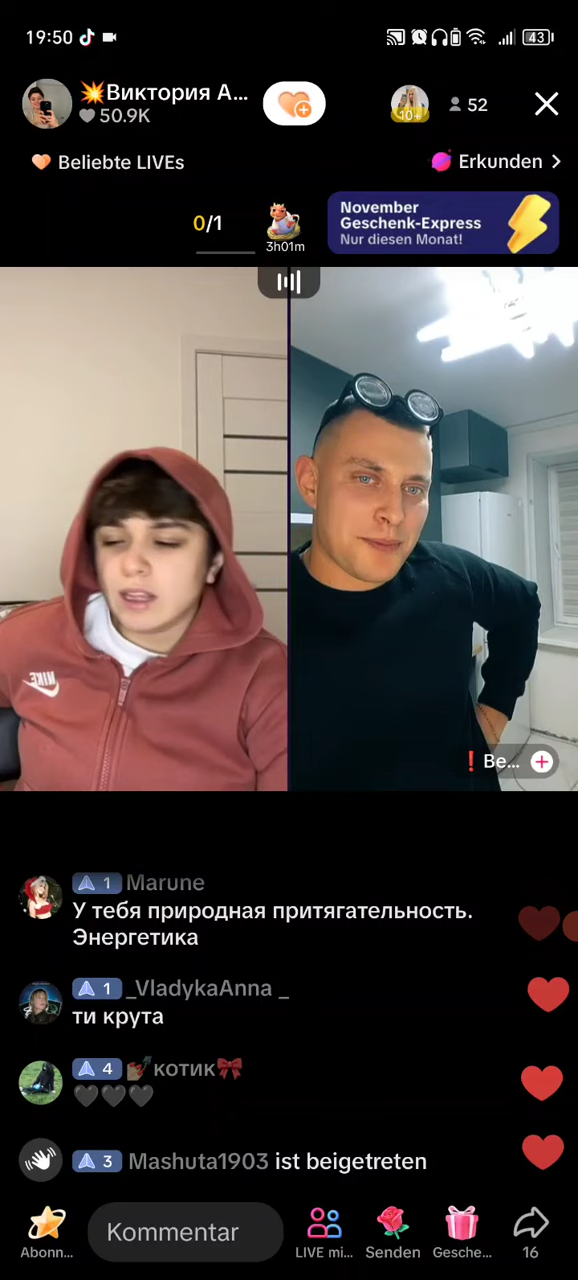 19:50
43
💥Виктория А...
50.9K
10+
52
Beliebte LIVEs
Erkunden
0/1
3h01m
November
Geschenk-Express
Nur diesen Monat!
NIKE
❗Ве...
1 Marune
У тебя природная притягательность.
Энергетика
1 _VladykaAnna _
ти крута
4 💅котик🎀
🖤🖤🖤
3 Mashuta1903 ist beigetreten
Kommentar
Abonn...
LIVE mi...
Senden
Gesche...
16